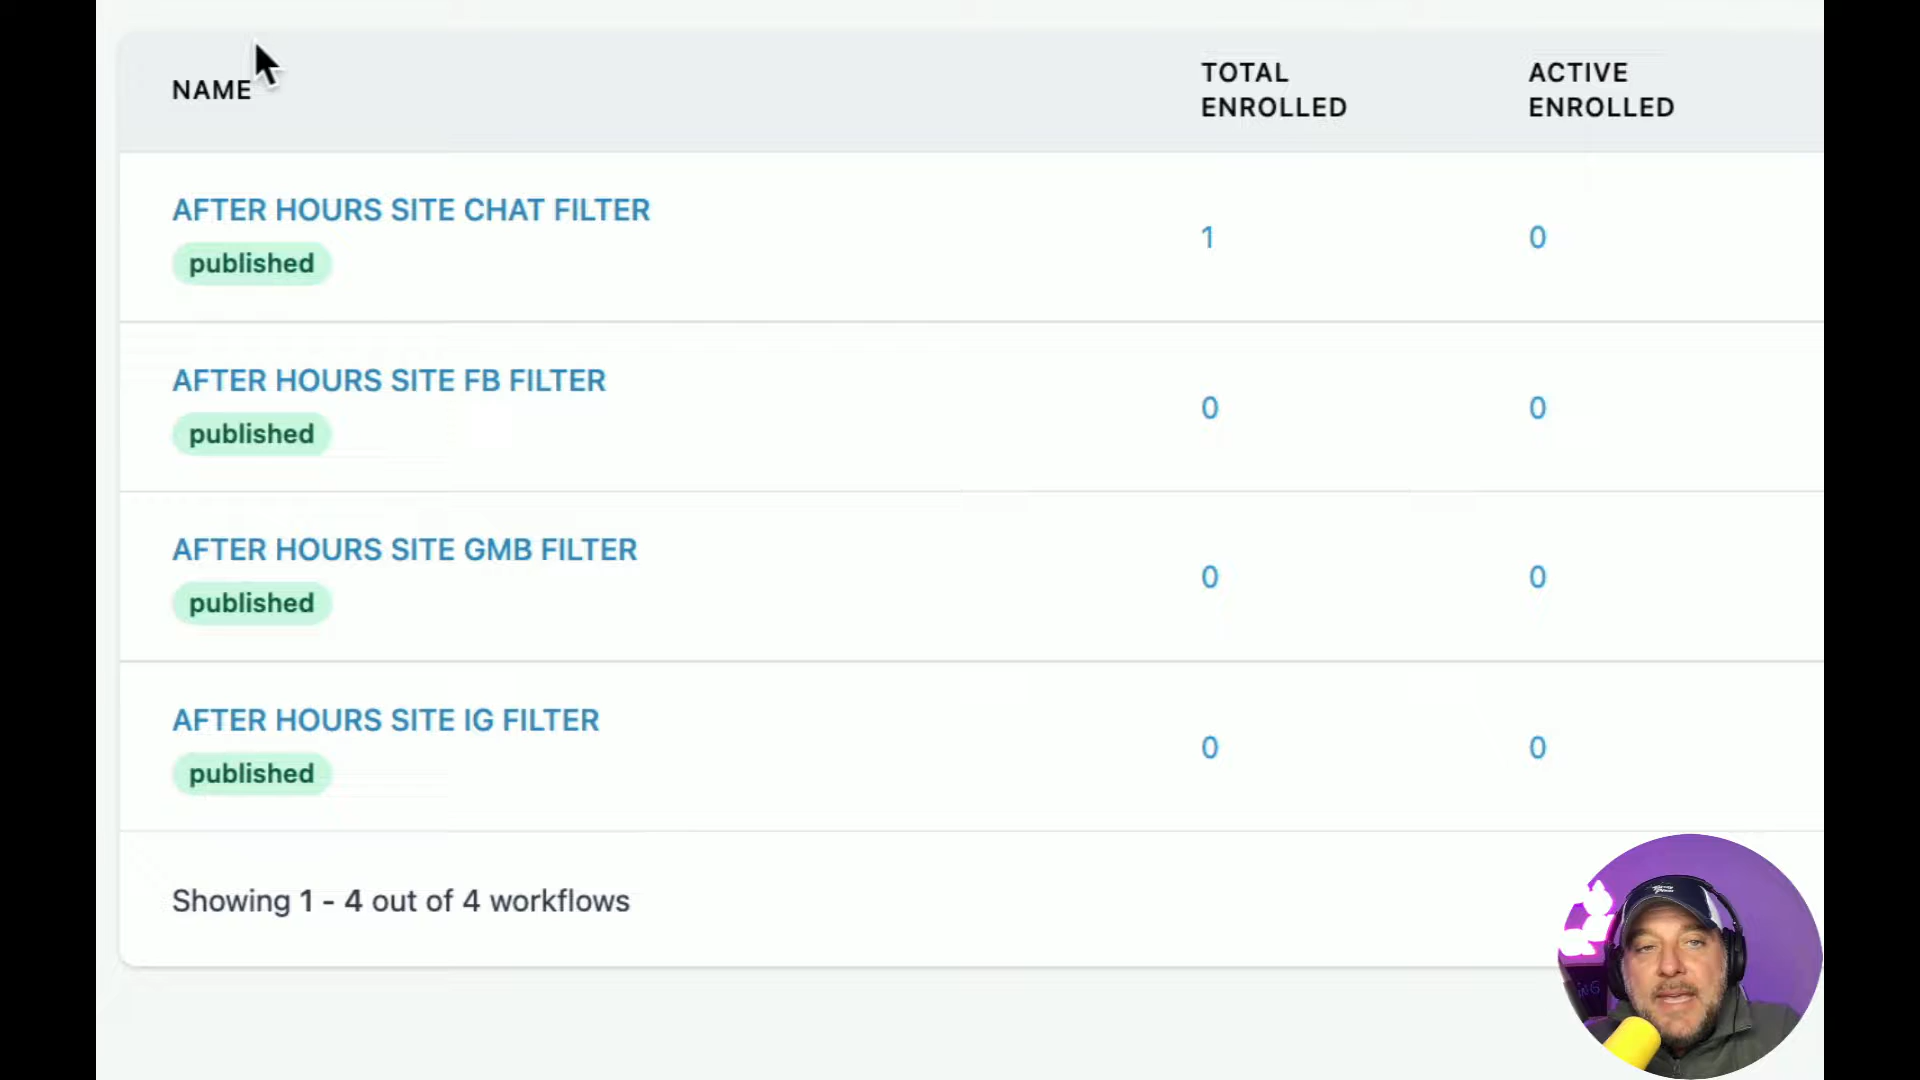 NAME
TOTAL
ENROLLED
ACTIVE
ENROLLED
AFTER HOURS SITE CHAT FILTER
published
1
0
AFTER HOURS SITE FB FILTER
published
0
0
AFTER HOURS SITE GMB FILTER
published
0
0
AFTER HOURS SITE IG FILTER
published
0
0
Showing 1 - 4 out of 4 workflows